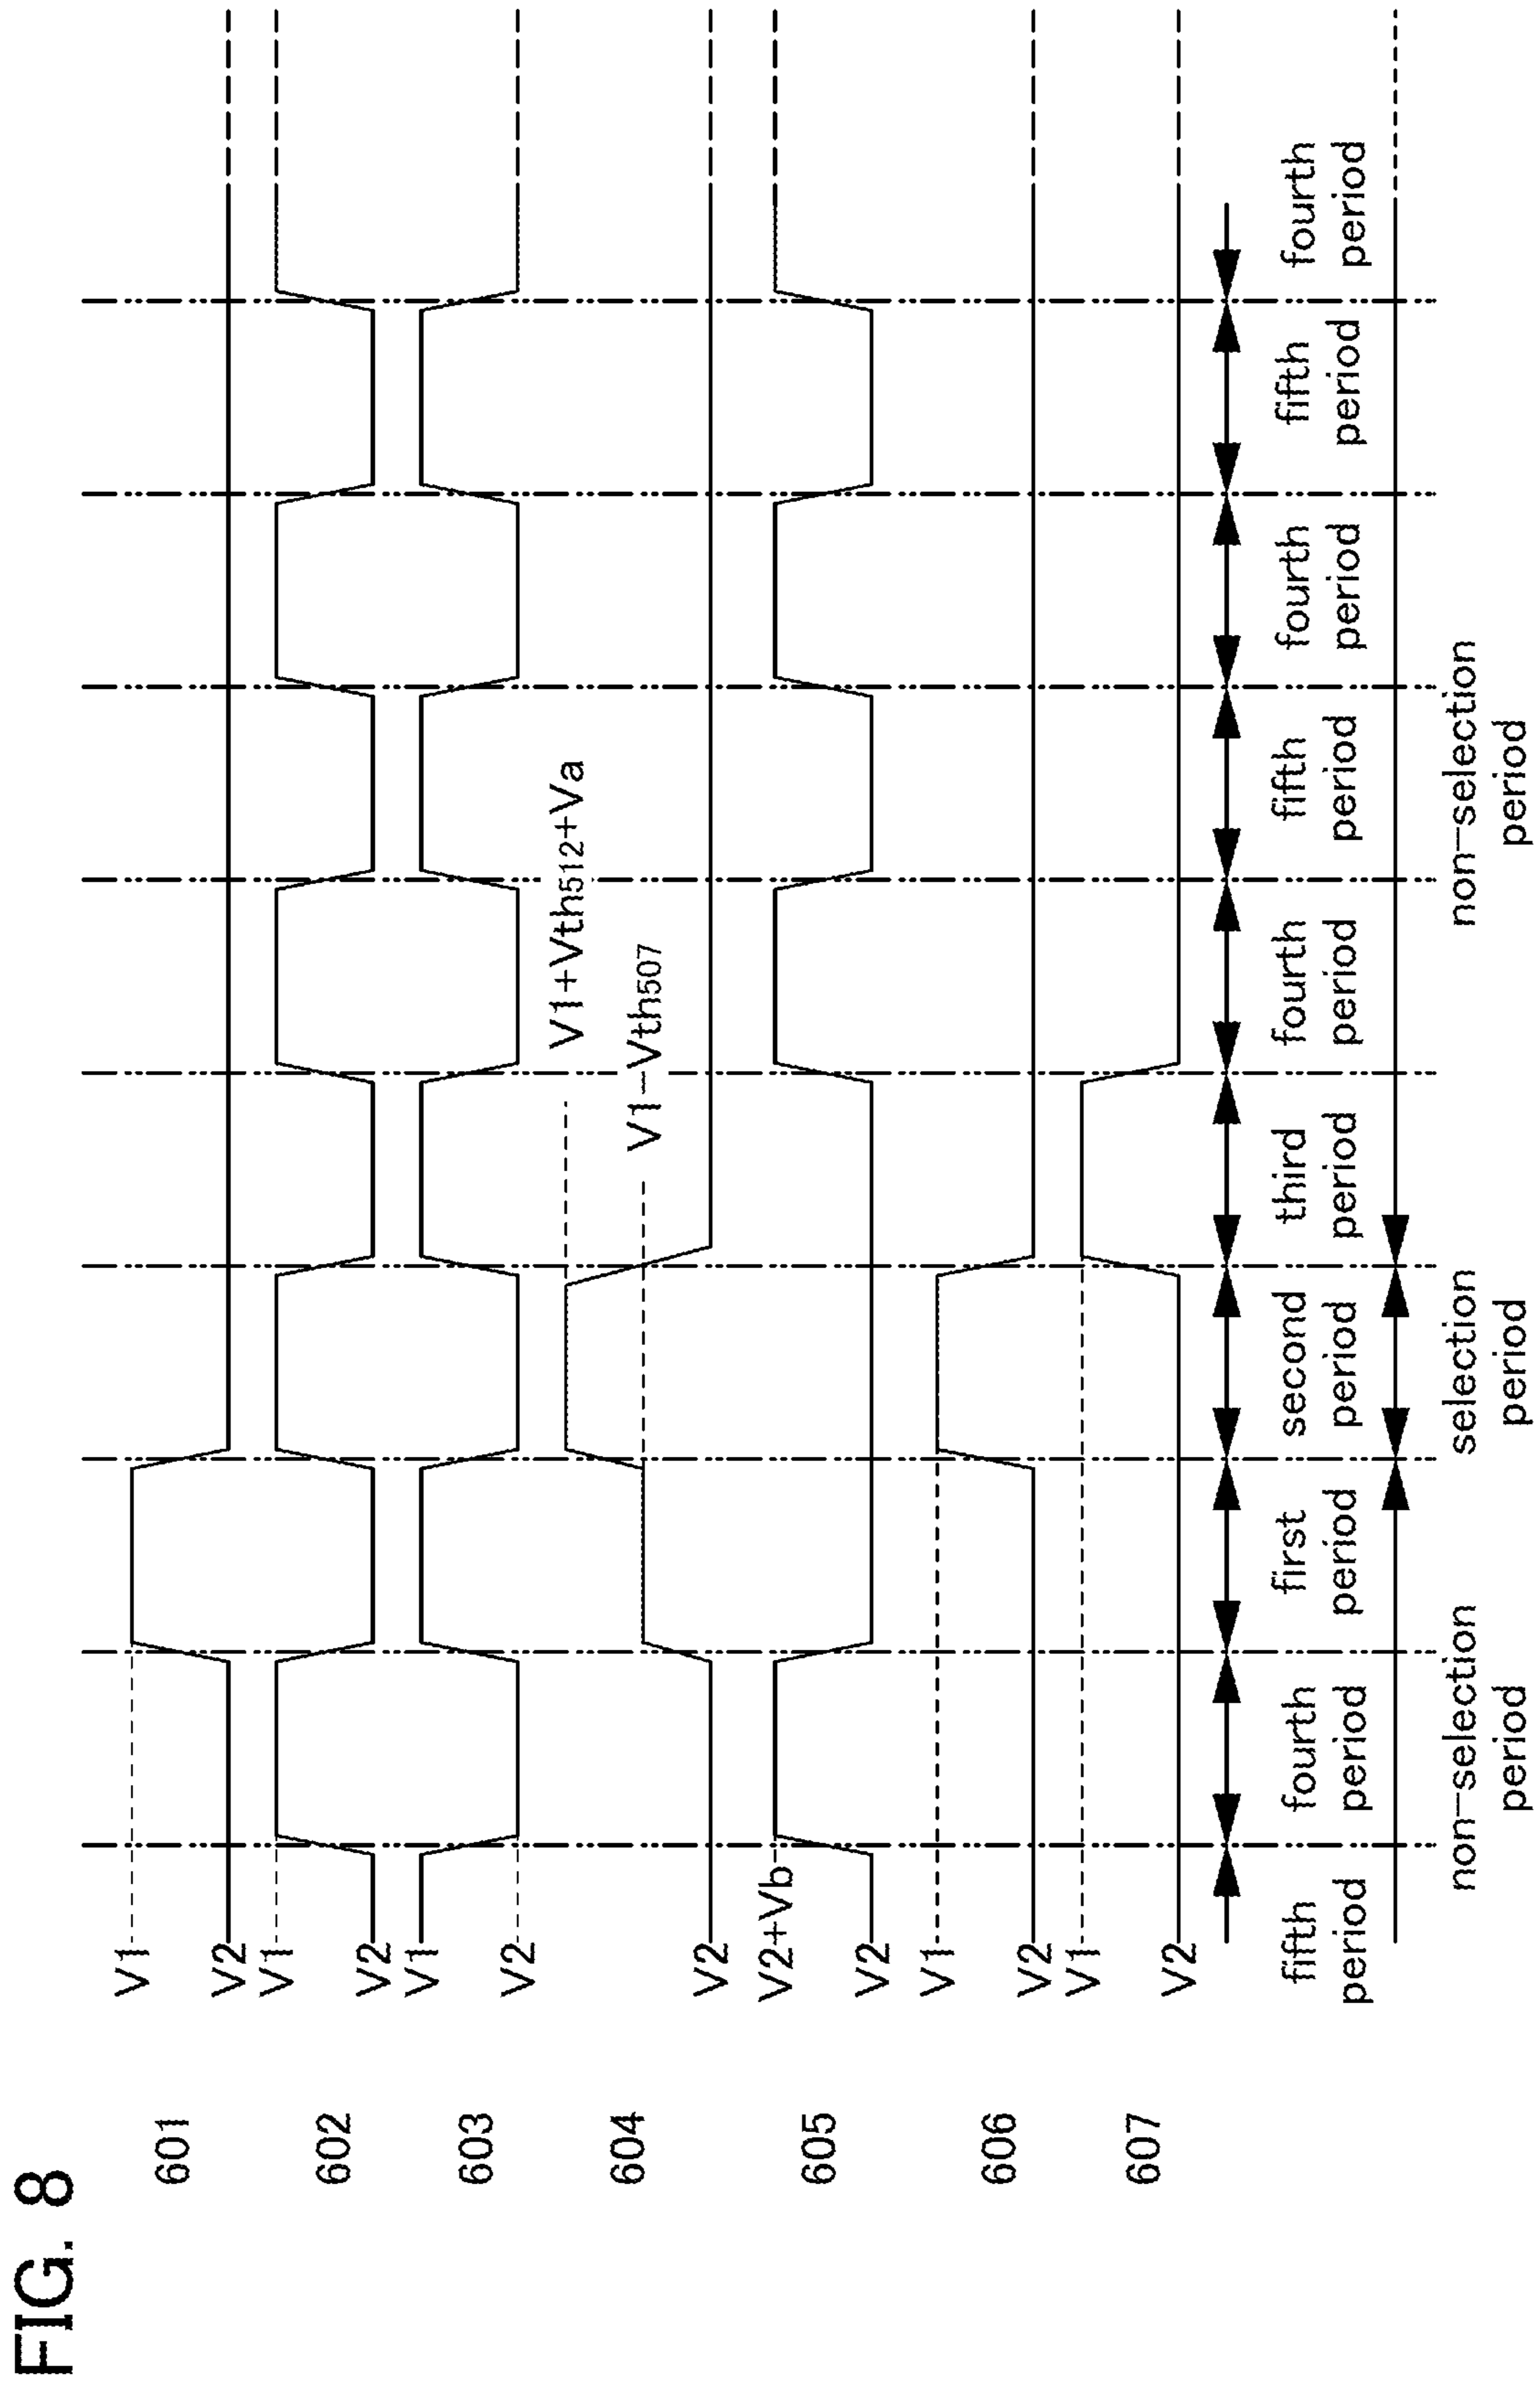 FIG. 8
601
V1
V2
602
V1
V2
603
V1
V2
604
V1+Vth512+Va
V1−Vth507
V2
605
V2+Vb
V2
606
V1
V2
607
V1
V2
fifth
period
fourth
period
first
period
second
period
third
period
fourth
period
fifth
period
fourth
period
fifth
period
fourth
period
non−selection
period
selection
period
non−selection
period